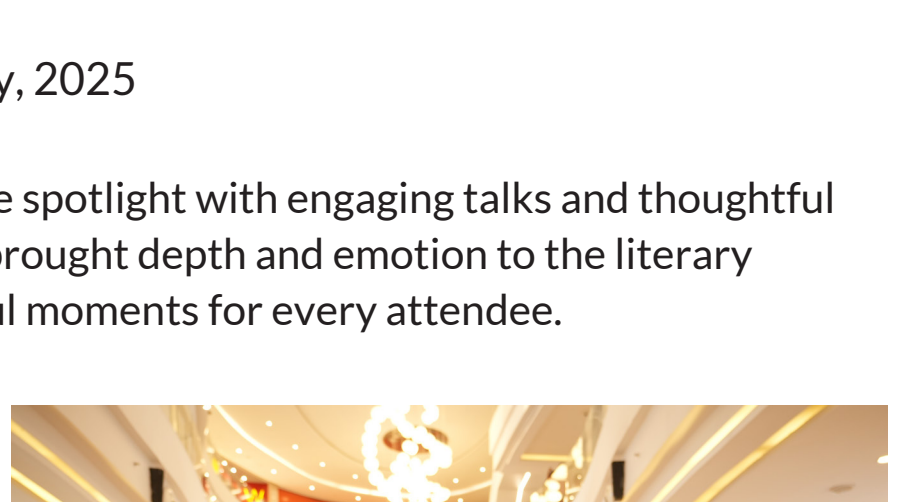 y, 2025
e spotlight with engaging talks and thoughtful
brought depth and emotion to the literary
ul moments for every attendee.